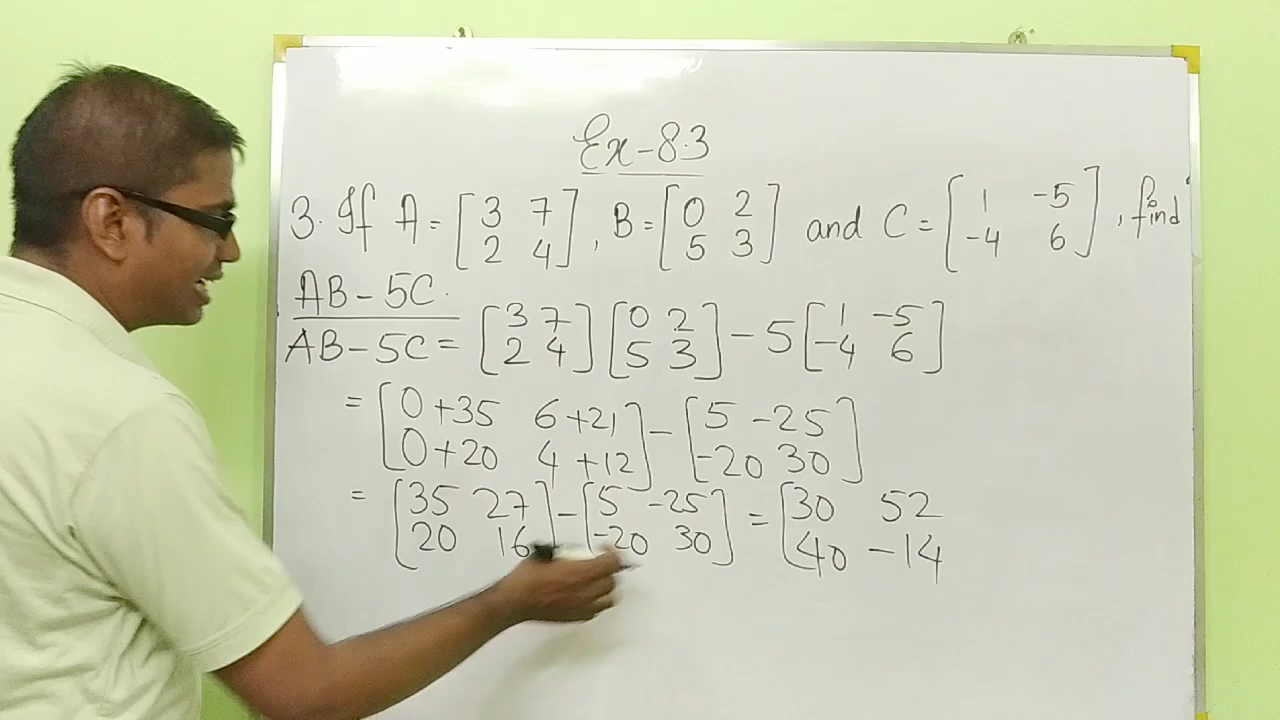 Ex-8.3
3. If A = [3 7
2 4], B = [0 2
5 3] and C = [1 -5
-4 6], find
AB - 5C.
AB - 5C = [3 7
2 4] [0 2
5 3] - 5 [1 -5
-4 6]
= [0+35 6+21
0+20 4+12] - [5 -25
-20 30]
= [35 27
20 16] - [5 -25
-20 30] = [30 52
40 -14